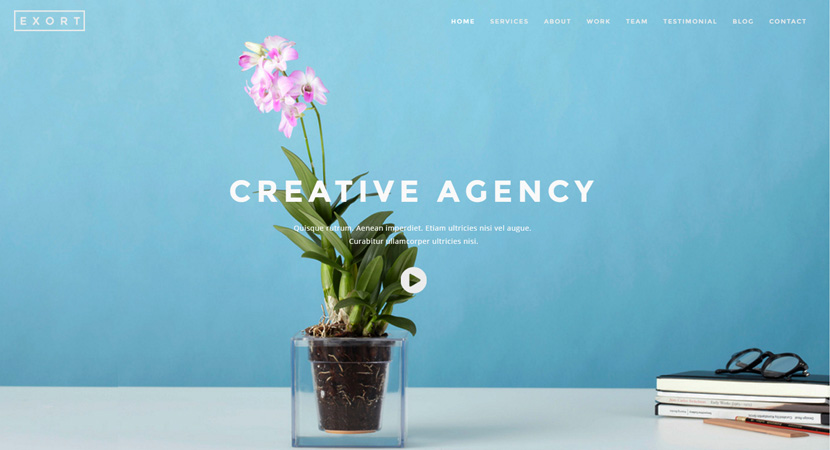 EXORT
HOME SERVICES ABOUT WORK TEAM TESTIMONIAL BLOG CONTACT
CREATIVE AGENCY
Quisque rutrum. Aenean imperdiet. Etiam ultricies nisi vel augue.
Curabitur ullamcorper ultricies nisi.